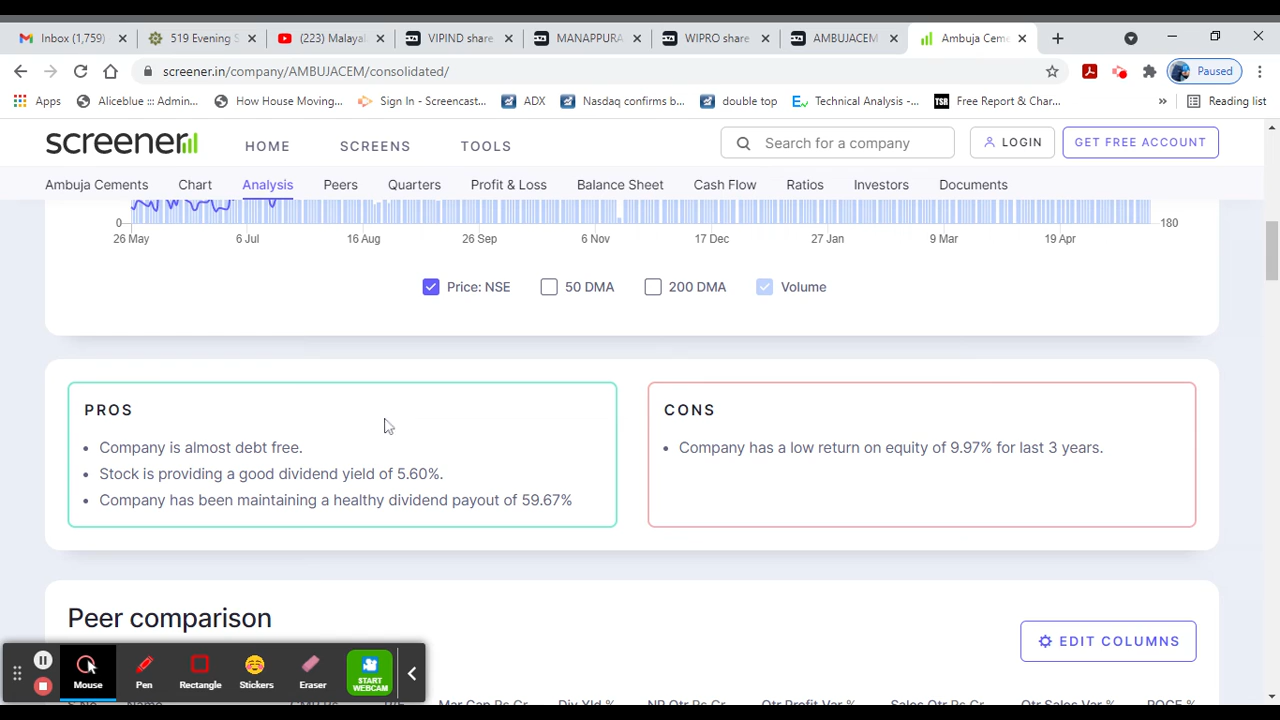 Inbox (1,759)
519 Evening S
(223) Malayal
VIPIND share
MANAPPURA
WIPRO share
AMBUJACEM
Ambuja Ceme
screener.in/company/AMBUJACEM/consolidated/
Paused
Apps
Aliceblue ::: Admin...
How House Moving...
Sign In - Screencast...
ADX
Nasdaq confirms b...
double top
Technical Analysis -...
TSR
Free Report & Char...
»
Reading list
screener
HOME
SCREENS
TOOLS
Search for a company
LOGIN
GET FREE ACCOUNT
Ambuja Cements
Chart
Analysis
Peers
Quarters
Profit & Loss
Balance Sheet
Cash Flow
Ratios
Investors
Documents
0
180
26 May
6 Jul
16 Aug
26 Sep
6 Nov
17 Dec
27 Jan
9 Mar
19 Apr
Price: NSE
50 DMA
200 DMA
Volume
PROS
• Company is almost debt free.
• Stock is providing a good dividend yield of 5.60%.
• Company has been maintaining a healthy dividend payout of 59.67%
CONS
• Company has a low return on equity of 9.97% for last 3 years.
Peer comparison
EDIT COLUMNS
Mouse
Pen
Rectangle
Stickers
Eraser
START
WEBCAM